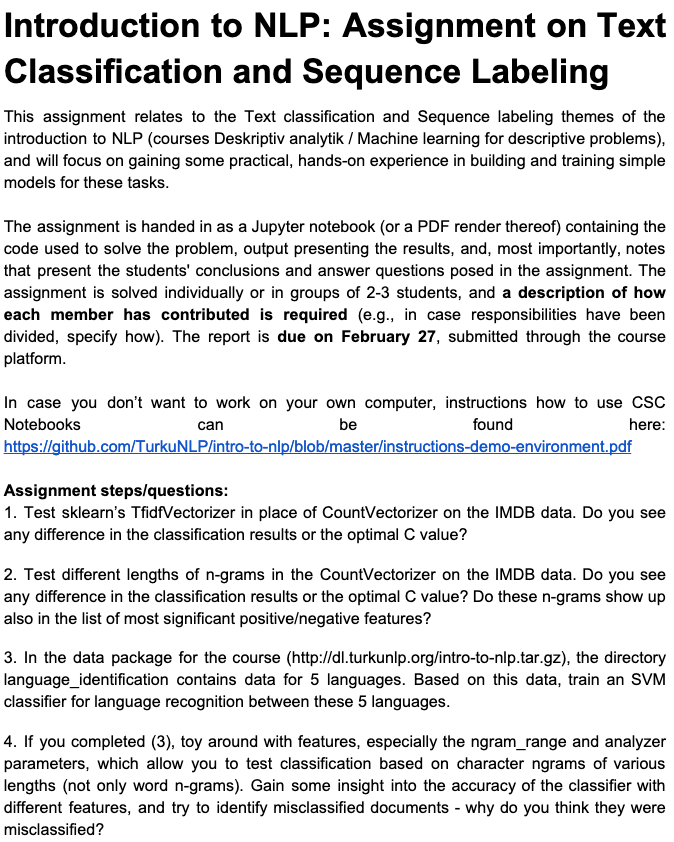 Introduction to NLP: Assignment on Text
Classification and Sequence Labeling
This assignment relates to the Text classification and Sequence labeling themes of the
introduction to NLP (courses Deskriptiv analytik / Machine learning for descriptive problems),
and will focus on gaining some practical, hands-on experience in building and training simple
models for these tasks.
The assignment is handed in as a Jupyter notebook (or a PDF render thereof) containing the
code used to solve the problem, output presenting the results, and, most importantly, notes
that present the students' conclusions and answer questions posed in the assignment. The
assignment is solved individually or in groups of 2-3 students, and a description of how
each member has contributed is required (e.g., in case responsibilities have been
divided, specify how). The report is due on February 27, submitted through the course
platform.
In case you don’t want to work on your own computer, instructions how to use CSC
Notebooks can be found here:
https://github.com/TurkuNLP/intro-to-nlp/blob/master/instructions-demo-environment.pdf
Assignment steps/questions:
1. Test sklearn’s TfidfVectorizer in place of CountVectorizer on the IMDB data. Do you see
any difference in the classification results or the optimal C value?
2. Test different lengths of n-grams in the CountVectorizer on the IMDB data. Do you see
any difference in the classification results or the optimal C value? Do these n-grams show up
also in the list of most significant positive/negative features?
3. In the data package for the course (http://dl.turkunlp.org/intro-to-nlp.tar.gz), the directory
language_identification contains data for 5 languages. Based on this data, train an SVM
classifier for language recognition between these 5 languages.
4. If you completed (3), toy around with features, especially the ngram_range and analyzer
parameters, which allow you to test classification based on character ngrams of various
lengths (not only word n-grams). Gain some insight into the accuracy of the classifier with
different features, and try to identify misclassified documents - why do you think they were
misclassified?